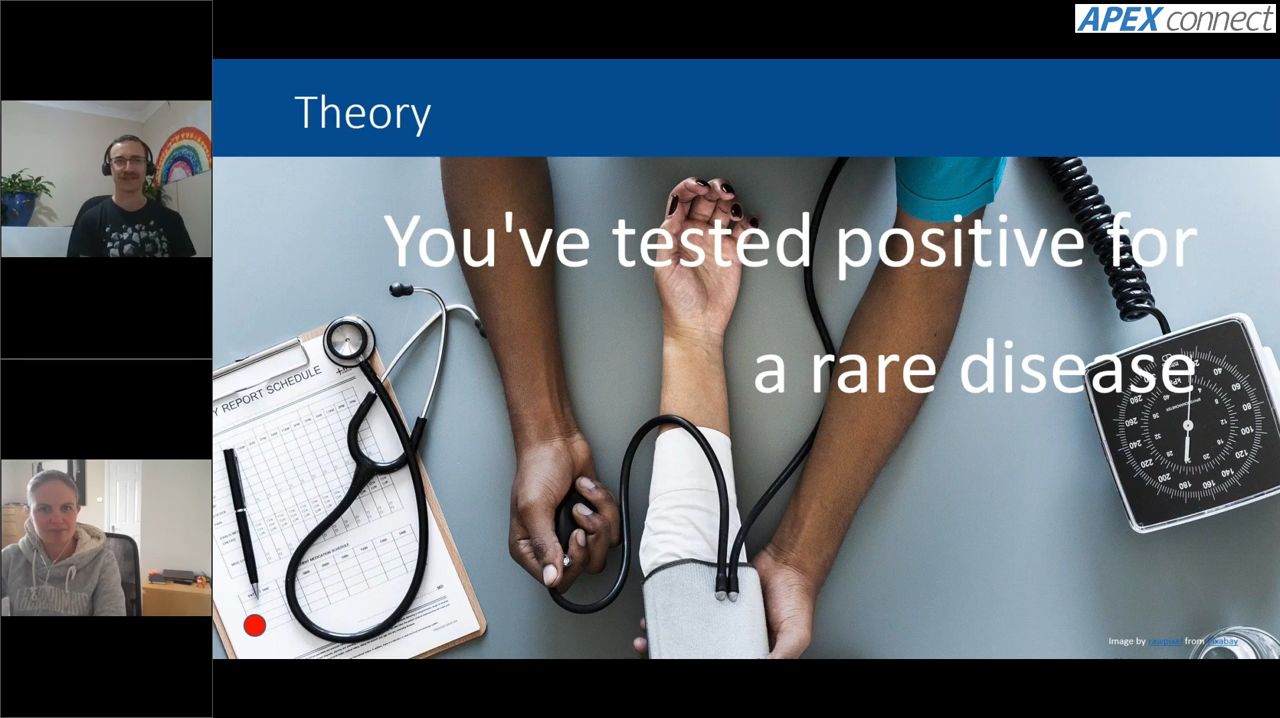 APEX connect
Theory
You've tested positive for
a rare disease.
Y REPORT SCHEDULE
Image by rawpixel from Pixabay